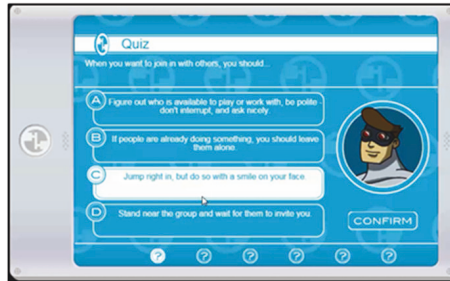 Quiz
When you want to join in with others, you should...
A
Figure out who is available to play or work with, be polite -
don't interrupt, and ask nicely.
B
If people are already doing something, you should leave
them alone.
C
Jump right in, but do so with a smile on your face.
D
Stand near the group and wait for them to invite you.
CONFIRM
? ? ? ? ? ?